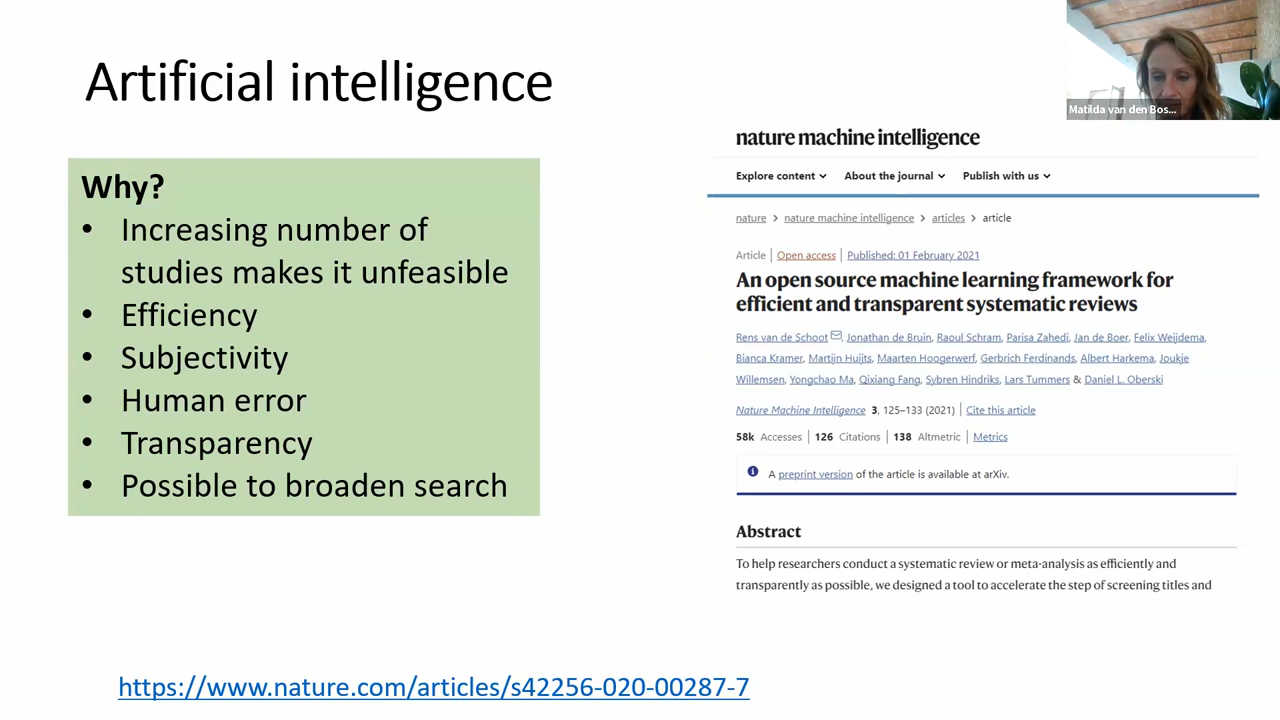 Artificial intelligence
Matilda van den Bos...
Why?
• Increasing number of
studies makes it unfeasible
• Efficiency
• Subjectivity
• Human error
• Transparency
• Possible to broaden search
nature machine intelligence
Explore content About the journal Publish with us
nature > nature machine intelligence > articles > article
Article | Open access | Published: 01 February 2021
An open source machine learning framework for
efficient and transparent systematic reviews
Rens van de Schoot, Jonathan de Bruin, Raoul Schram, Parisa Zahedi, Jan de Boer, Felix Weijdema,
Bianca Kramer, Martijn Huijts, Maarten Hoogerwerf, Gerbrich Ferdinands, Albert Harkema, Joukje
Willemsen, Yongchao Ma, Qixiang Fang, Sybren Hindriks, Lars Tummers & Daniel L. Oberski
Nature Machine Intelligence 3, 125–133 (2021) | Cite this article
58k Accesses | 126 Citations | 138 Altmetric | Metrics
A preprint version of the article is available at arXiv.
Abstract
To help researchers conduct a systematic review or meta-analysis as efficiently and
transparently as possible, we designed a tool to accelerate the step of screening titles and
https://www.nature.com/articles/s42256-020-00287-7